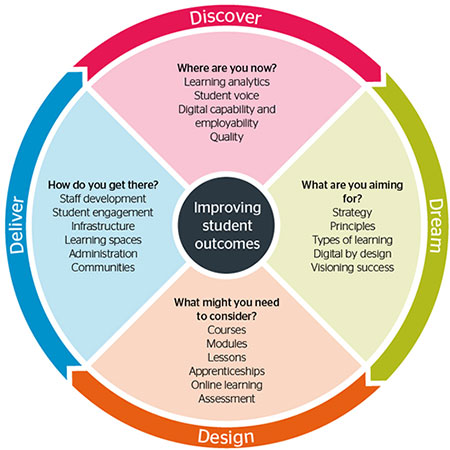 Discover
Where are you now?
Learning analytics
Student voice
Digital capability and
employability
Quality
Dream
What are you aiming
for?
Strategy
Principles
Types of learning
Digital by design
Visioning success
Design
What might you need
to consider?
Courses
Modules
Lessons
Apprenticeships
Online learning
Assessment
Deliver
How do you get there?
Staff development
Student engagement
Infrastructure
Learning spaces
Administration
Communities
Improving
student
outcomes